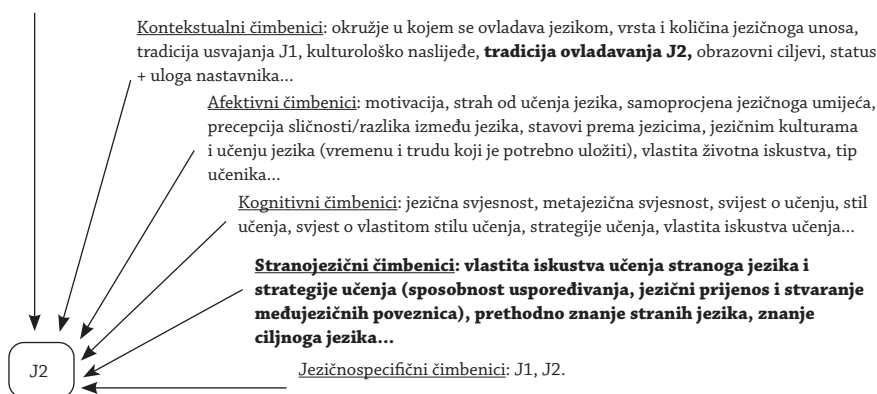 Kontekstualni čimbenici: okružje u kojem se ovladava jezikom, vrsta i količina jezičnoga unosa,
tradicija usvajanja J1, kulturološko naslijeđe, tradicija ovladavanja J2, obrazovni ciljevi, status
+ uloga nastavnika...
Afektivni čimbenici: motivacija, strah od učenja jezika, samoprocjena jezičnoga umijeća,
precepcija sličnosti/razlika između jezika, stavovi prema jezicima, jezičnim kulturama
i učenju jezika (vremenu i trudu koji je potrebno uložiti), vlastita životna iskustva, tip
učenika...
Kognitivni čimbenici: jezična svjesnost, metajezična svjesnost, svijest o učenju, stil
učenja, svjest o vlastitom stilu učenja, strategije učenja, vlastita iskustva učenja...
Stranojezični čimbenici: vlastita iskustva učenja stranoga jezika i
strategije učenja (sposobnost uspoređivanja, jezični prijenos i stvaranje
međujezičnih poveznica), prethodno znanje stranih jezika, znanje
ciljnoga jezika...
J2
Jezičnospecifični čimbenici: J1, J2.